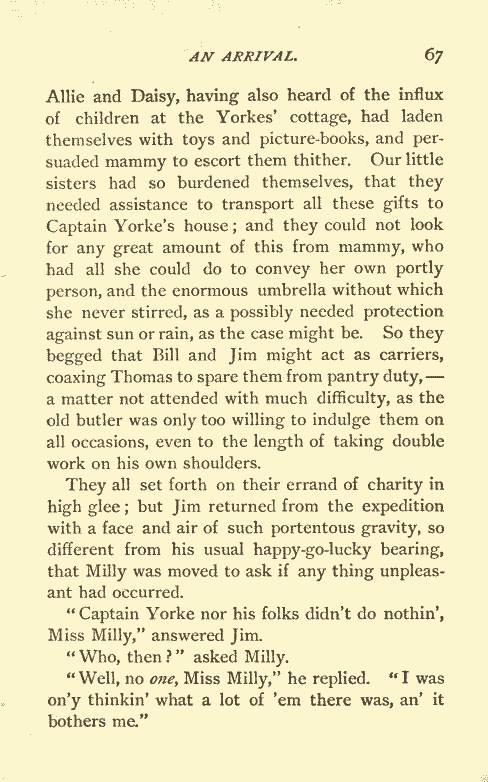 AN ARRIVAL. 67
Allie and Daisy, having also heard of the influx
of children at the Yorkes' cottage, had laden
themselves with toys and picture-books, and per-
suaded mammy to escort them thither. Our little
sisters had so burdened themselves, that they
needed assistance to transport all these gifts to
Captain Yorke's house; and they could not look
for any great amount of this from mammy, who
had all she could do to convey her own portly
person, and the enormous umbrella without which
she never stirred, as a possibly needed protection
against sun or rain, as the case might be. So they
begged that Bill and Jim might act as carriers,
coaxing Thomas to spare them from pantry duty,—
a matter not attended with much difficulty, as the
old butler was only too willing to indulge them on
all occasions, even to the length of taking double
work on his own shoulders.
They all set forth on their errand of charity in
high glee; but Jim returned from the expedition
with a face and air of such portentous gravity, so
different from his usual happy-go-lucky bearing,
that Milly was moved to ask if any thing unpleas-
ant had occurred.
"Captain Yorke nor his folks didn't do nothin',
Miss Milly," answered Jim.
"Who, then?" asked Milly.
"Well, no one, Miss Milly," he replied. "I was
on'y thinkin' what a lot of 'em there was, an' it
bothers me."